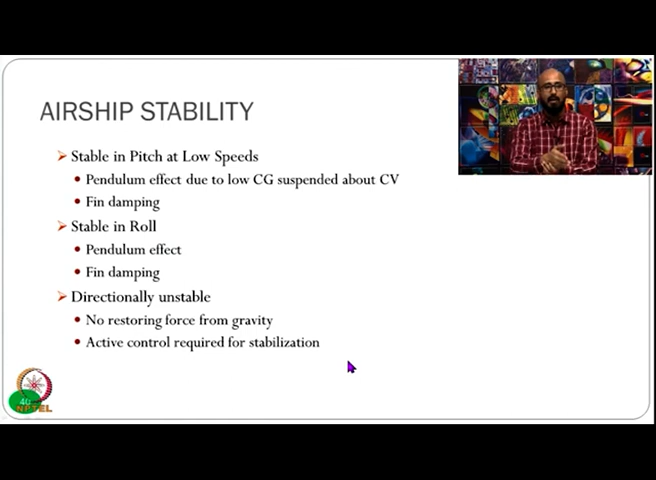 AIRSHIP STABILITY
Stable in Pitch at Low Speeds
Pendulum effect due to low CG suspended about CV
Fin damping
Stable in Roll
Pendulum effect
Fin damping
Directionally unstable
No restoring force from gravity
Active control required for stabilization
40
NPTEL